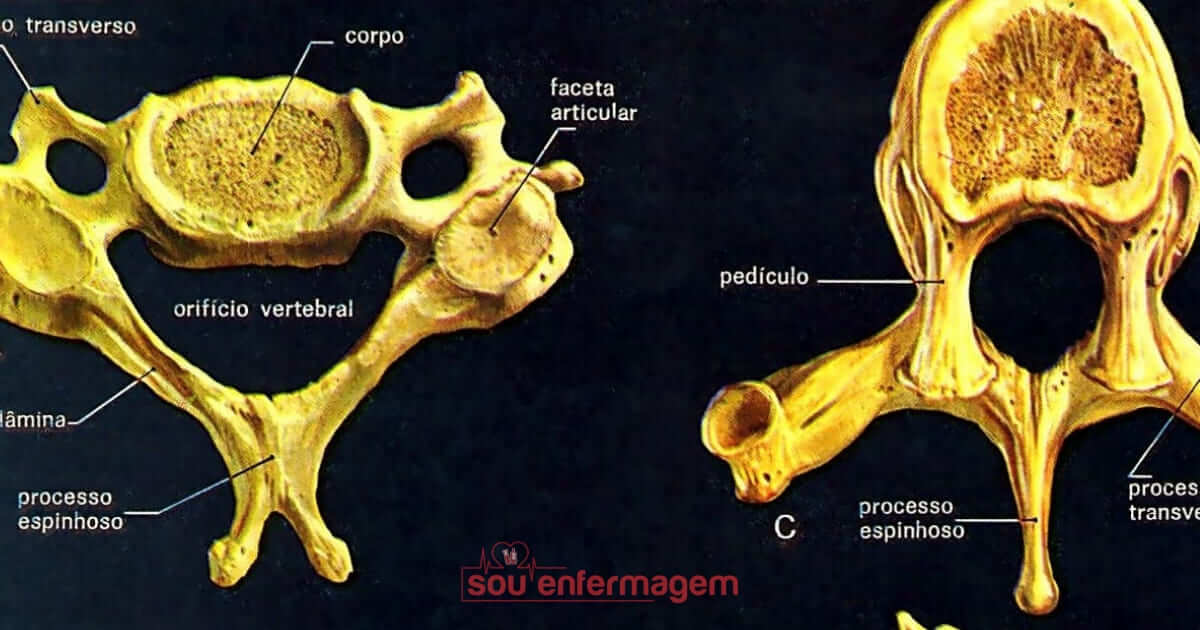 o transverso
corpo
faceta
articular
orifício vertebral
lâmina
processo
espinhoso
pedículo
C
processo
espinhoso
proces
transve
sou enfermagem